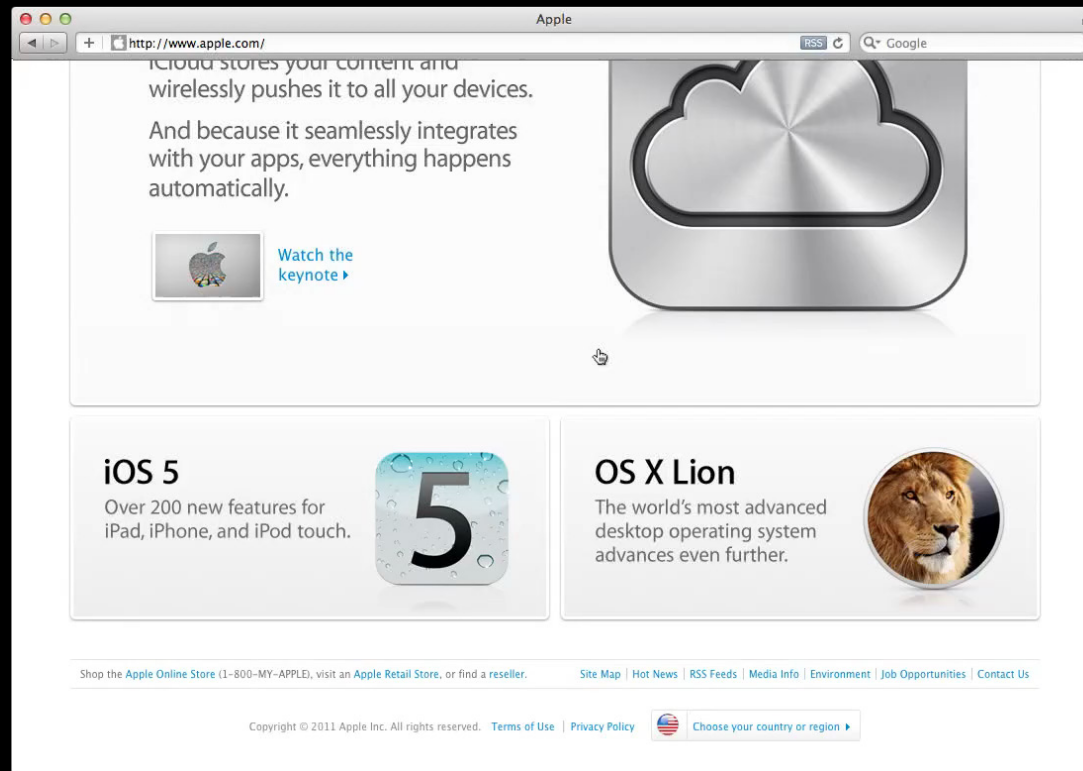 Apple
http://www.apple.com/
RSS
Google
iCloud stores your content and
wirelessly pushes it to all your devices.
And because it seamlessly integrates
with your apps, everything happens
automatically.
Watch the
keynote
iOS 5
Over 200 new features for
iPad, iPhone, and iPod touch.
5
OS X Lion
The world's most advanced
desktop operating system
advances even further.
Shop the Apple Online Store (1-800-MY-APPLE), visit an Apple Retail Store, or find a reseller.
Site Map | Hot News | RSS Feeds | Media Info | Environment | Job Opportunities | Contact Us
Copyright © 2011 Apple Inc. All rights reserved. Terms of Use | Privacy Policy
Choose your country or region